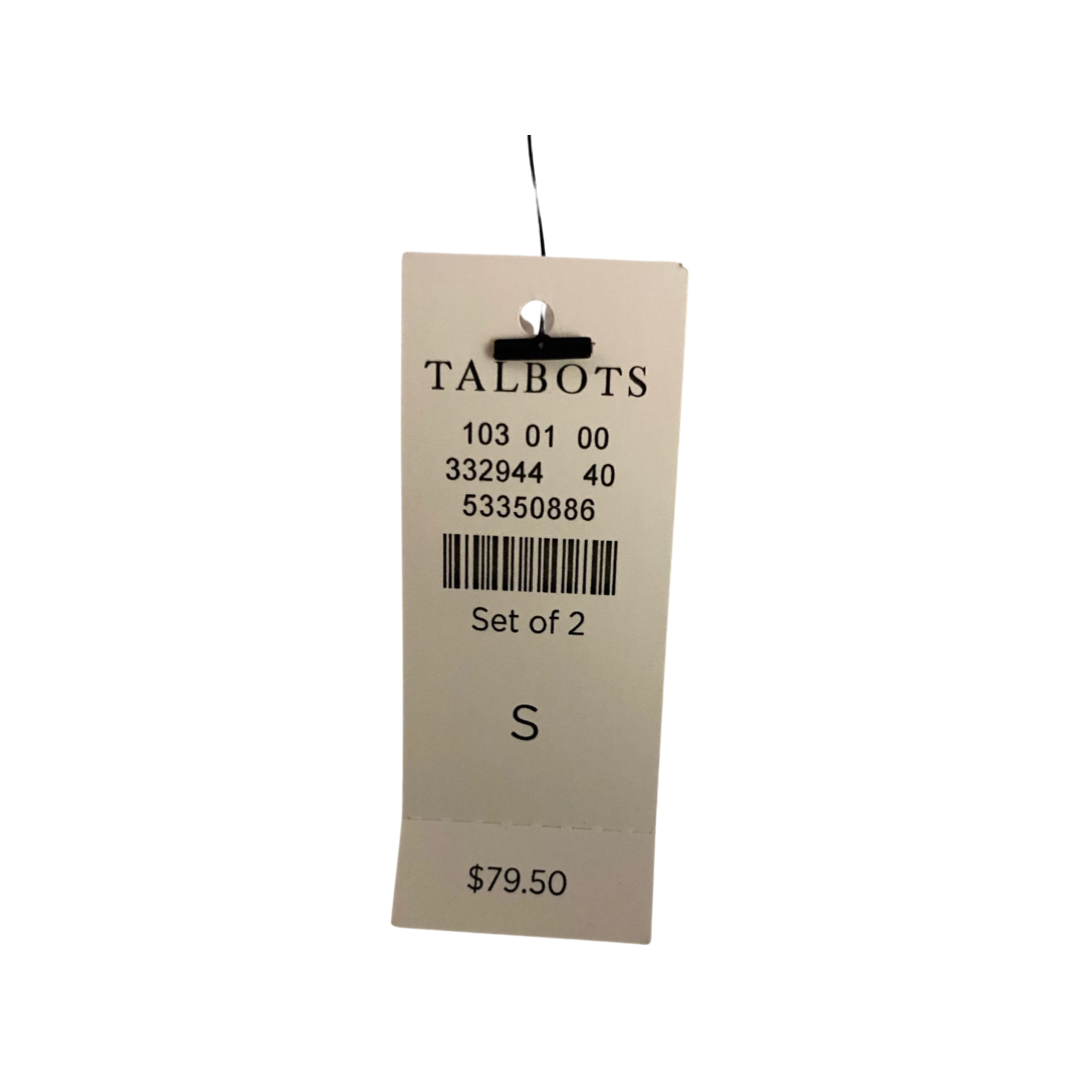 TALBOTS
103 01 00
332944 40
53350886
Set of 2
S
$79.50